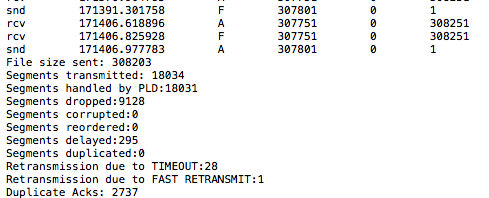 snd 171391.301758 F 307801 0 1
rcv 171406.618896 A 307751 0 308251
rcv 171406.825928 F 307751 0 308251
snd 171406.977783 A 307801 0 1
File size sent: 308203
Segments transmitted: 18034
Segments handled by PLD:18031
Segments dropped:9128
Segments corrupted:0
Segments reordered:0
Segments delayed:295
Segments duplicated:0
Retransmission due to TIMEOUT:28
Retransmission due to FAST RETRANSMIT:1
Duplicate Acks: 2737